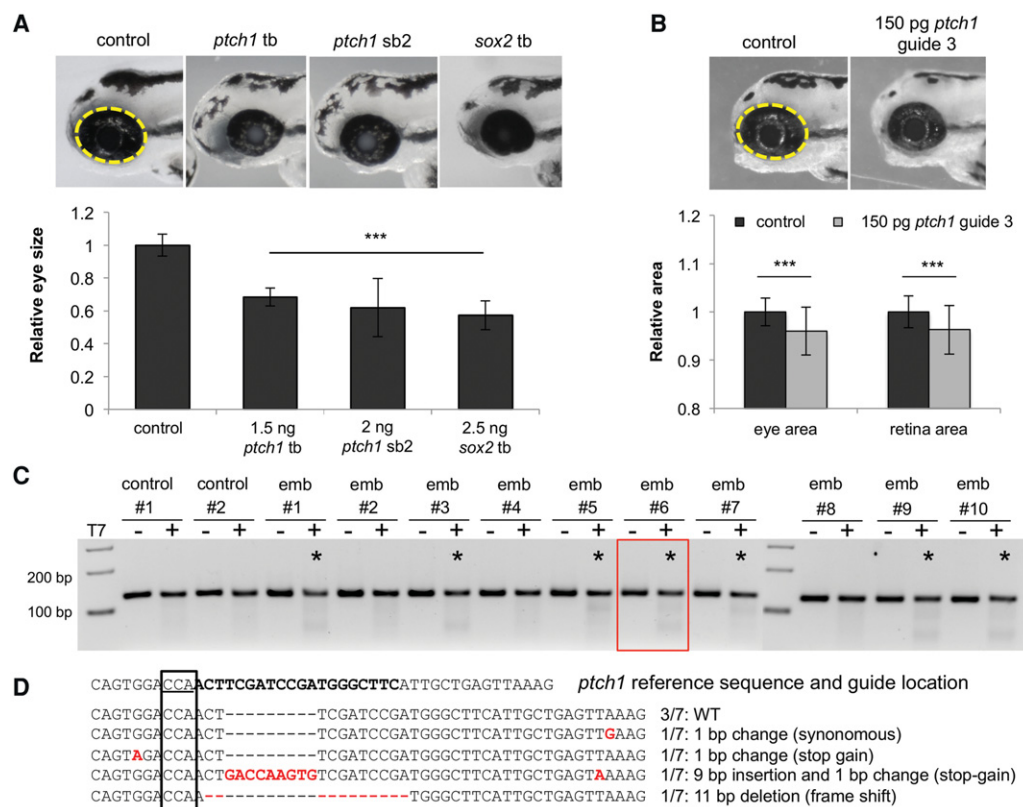 A
control
ptch1 tb
ptch1 sb2
sox2 tb
Relative eye size
1.2
1
0.8
0.6
0.4
0.2
0
***
control
1.5 ng
ptch1 tb
2 ng
ptch1 sb2
2.5 ng
sox2 tb
B
control
150 pg ptch1
guide 3
control
150 pg ptch1 guide 3
Relative area
1.2
1.1
1
0.9
0.8
***
***
eye area
retina area
C
control #1
control #2
emb #1
emb #2
emb #3
emb #4
emb #5
emb #6
emb #7
emb #8
emb #9
emb #10
T7 - + - + - + - + - + - + - + - + - + - + - + - +
* * * * * * *
200 bp
100 bp
D
CAGTGGACCAACTTCGATCCGATGGGCTTCATTGCTGAGTTAAAG ptch1 reference sequence and guide location
CAGTGGACCAACT---------TCGATCCGATGGGCTTCATTGCTGAGTTAAAG 3/7: WT
CAGTGGACCAACT---------TCGATCCGATGGGCTTCATTGCTGAGTTGAAG 1/7: 1 bp change (synonomous)
CAGTAGACCAACT---------TCGATCCGATGGGCTTCATTGCTGAGTTAAAG 1/7: 1 bp change (stop gain)
CAGTGGACCAACTGACCAAGTGTCGATCCGATGGGCTTCATTGCTGAGTAAAAG 1/7: 9 bp insertion and 1 bp change (stop-gain)
CAGTGGACCAA--------------------TGGGCTTCATTGCTGAGTTAAAG 1/7: 11 bp deletion (frame shift)